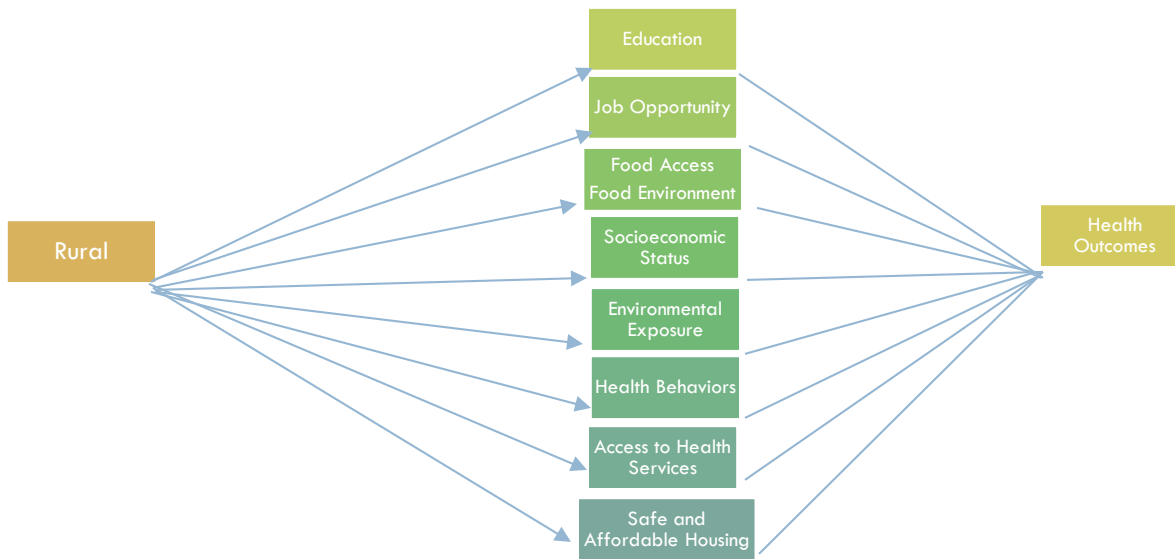 Rural
Education
Job Opportunity
Food Access
Food Environment
Socioeconomic
Status
Environmental
Exposure
Health Behaviors
Access to Health
Services
Safe and
Affordable Housing
Health
Outcomes